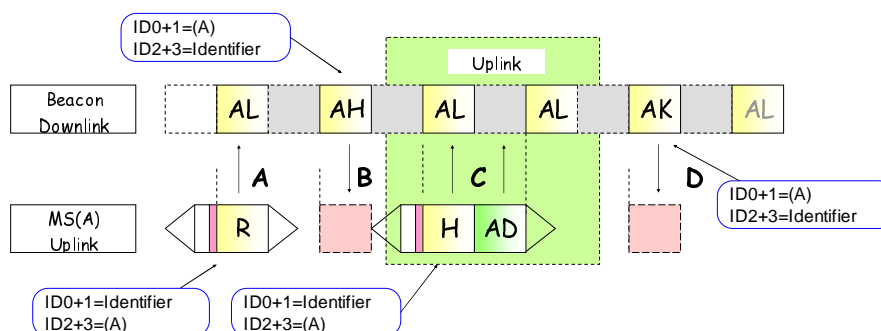 ID0+1=(A)
ID2+3=Identifier
Uplink
Beacon
Downlink
AL
AH
AL
AL
AK
AL
A
B
C
D
ID0+1=(A)
ID2+3=Identifier
MS(A)
Uplink
R
H
AD
ID0+1=Identifier
ID2+3=(A)
ID0+1=Identifier
ID2+3=(A)